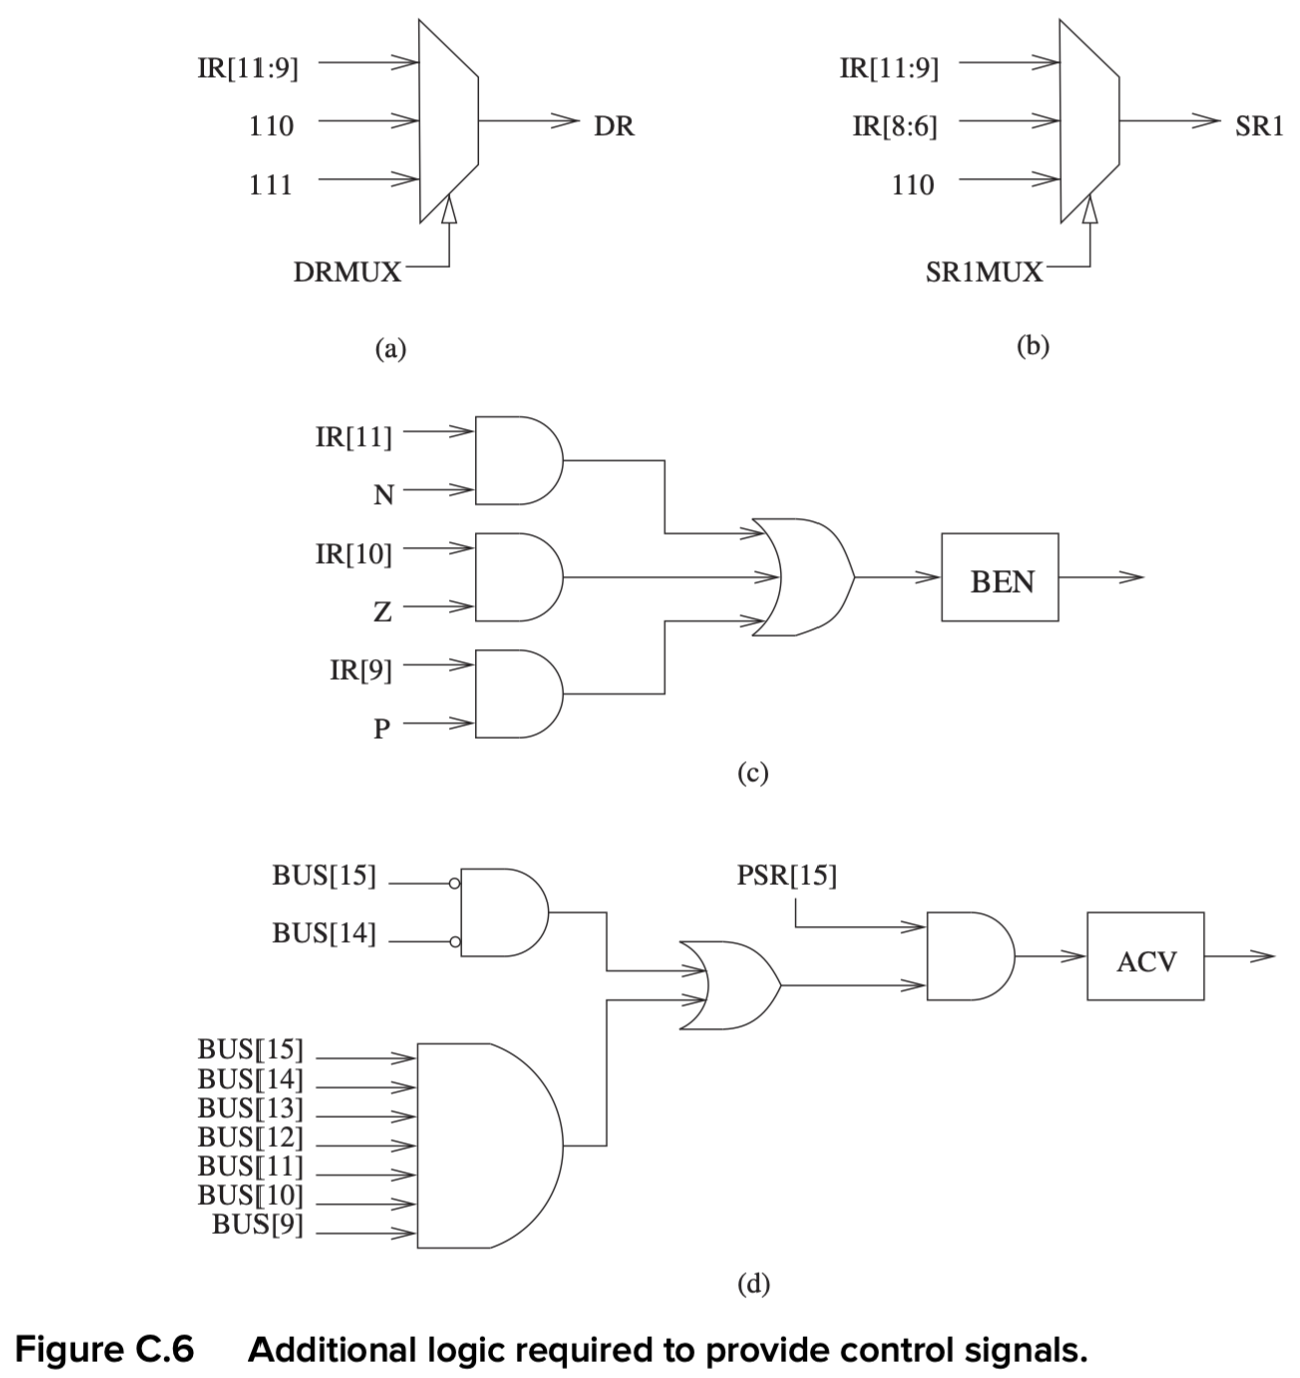 IR[11:9]
110
111
DR
DRMUX
(a)
IR[11:9]
IR[8:6]
110
SR1
SR1MUX
(b)
IR[11]
N
IR[10]
Z
IR[9]
P
BEN
(c)
BUS[15]
BUS[14]
PSR[15]
ACV
BUS[15]
BUS[14]
BUS[13]
BUS[12]
BUS[11]
BUS[10]
BUS[9]
(d)
Figure C.6 Additional logic required to provide control signals.